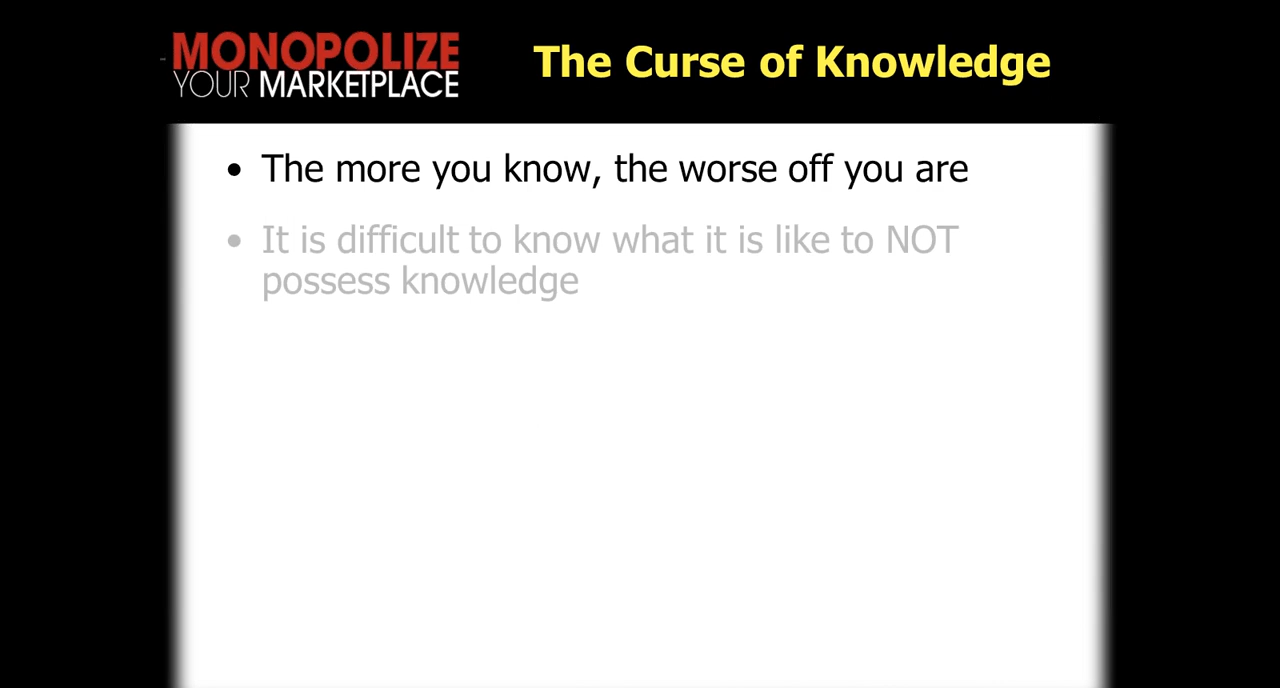 MONOPOLIZE
YOUR MARKETPLACE
The Curse of Knowledge
• The more you know, the worse off you are
• It is difficult to know what it is like to NOT
possess knowledge